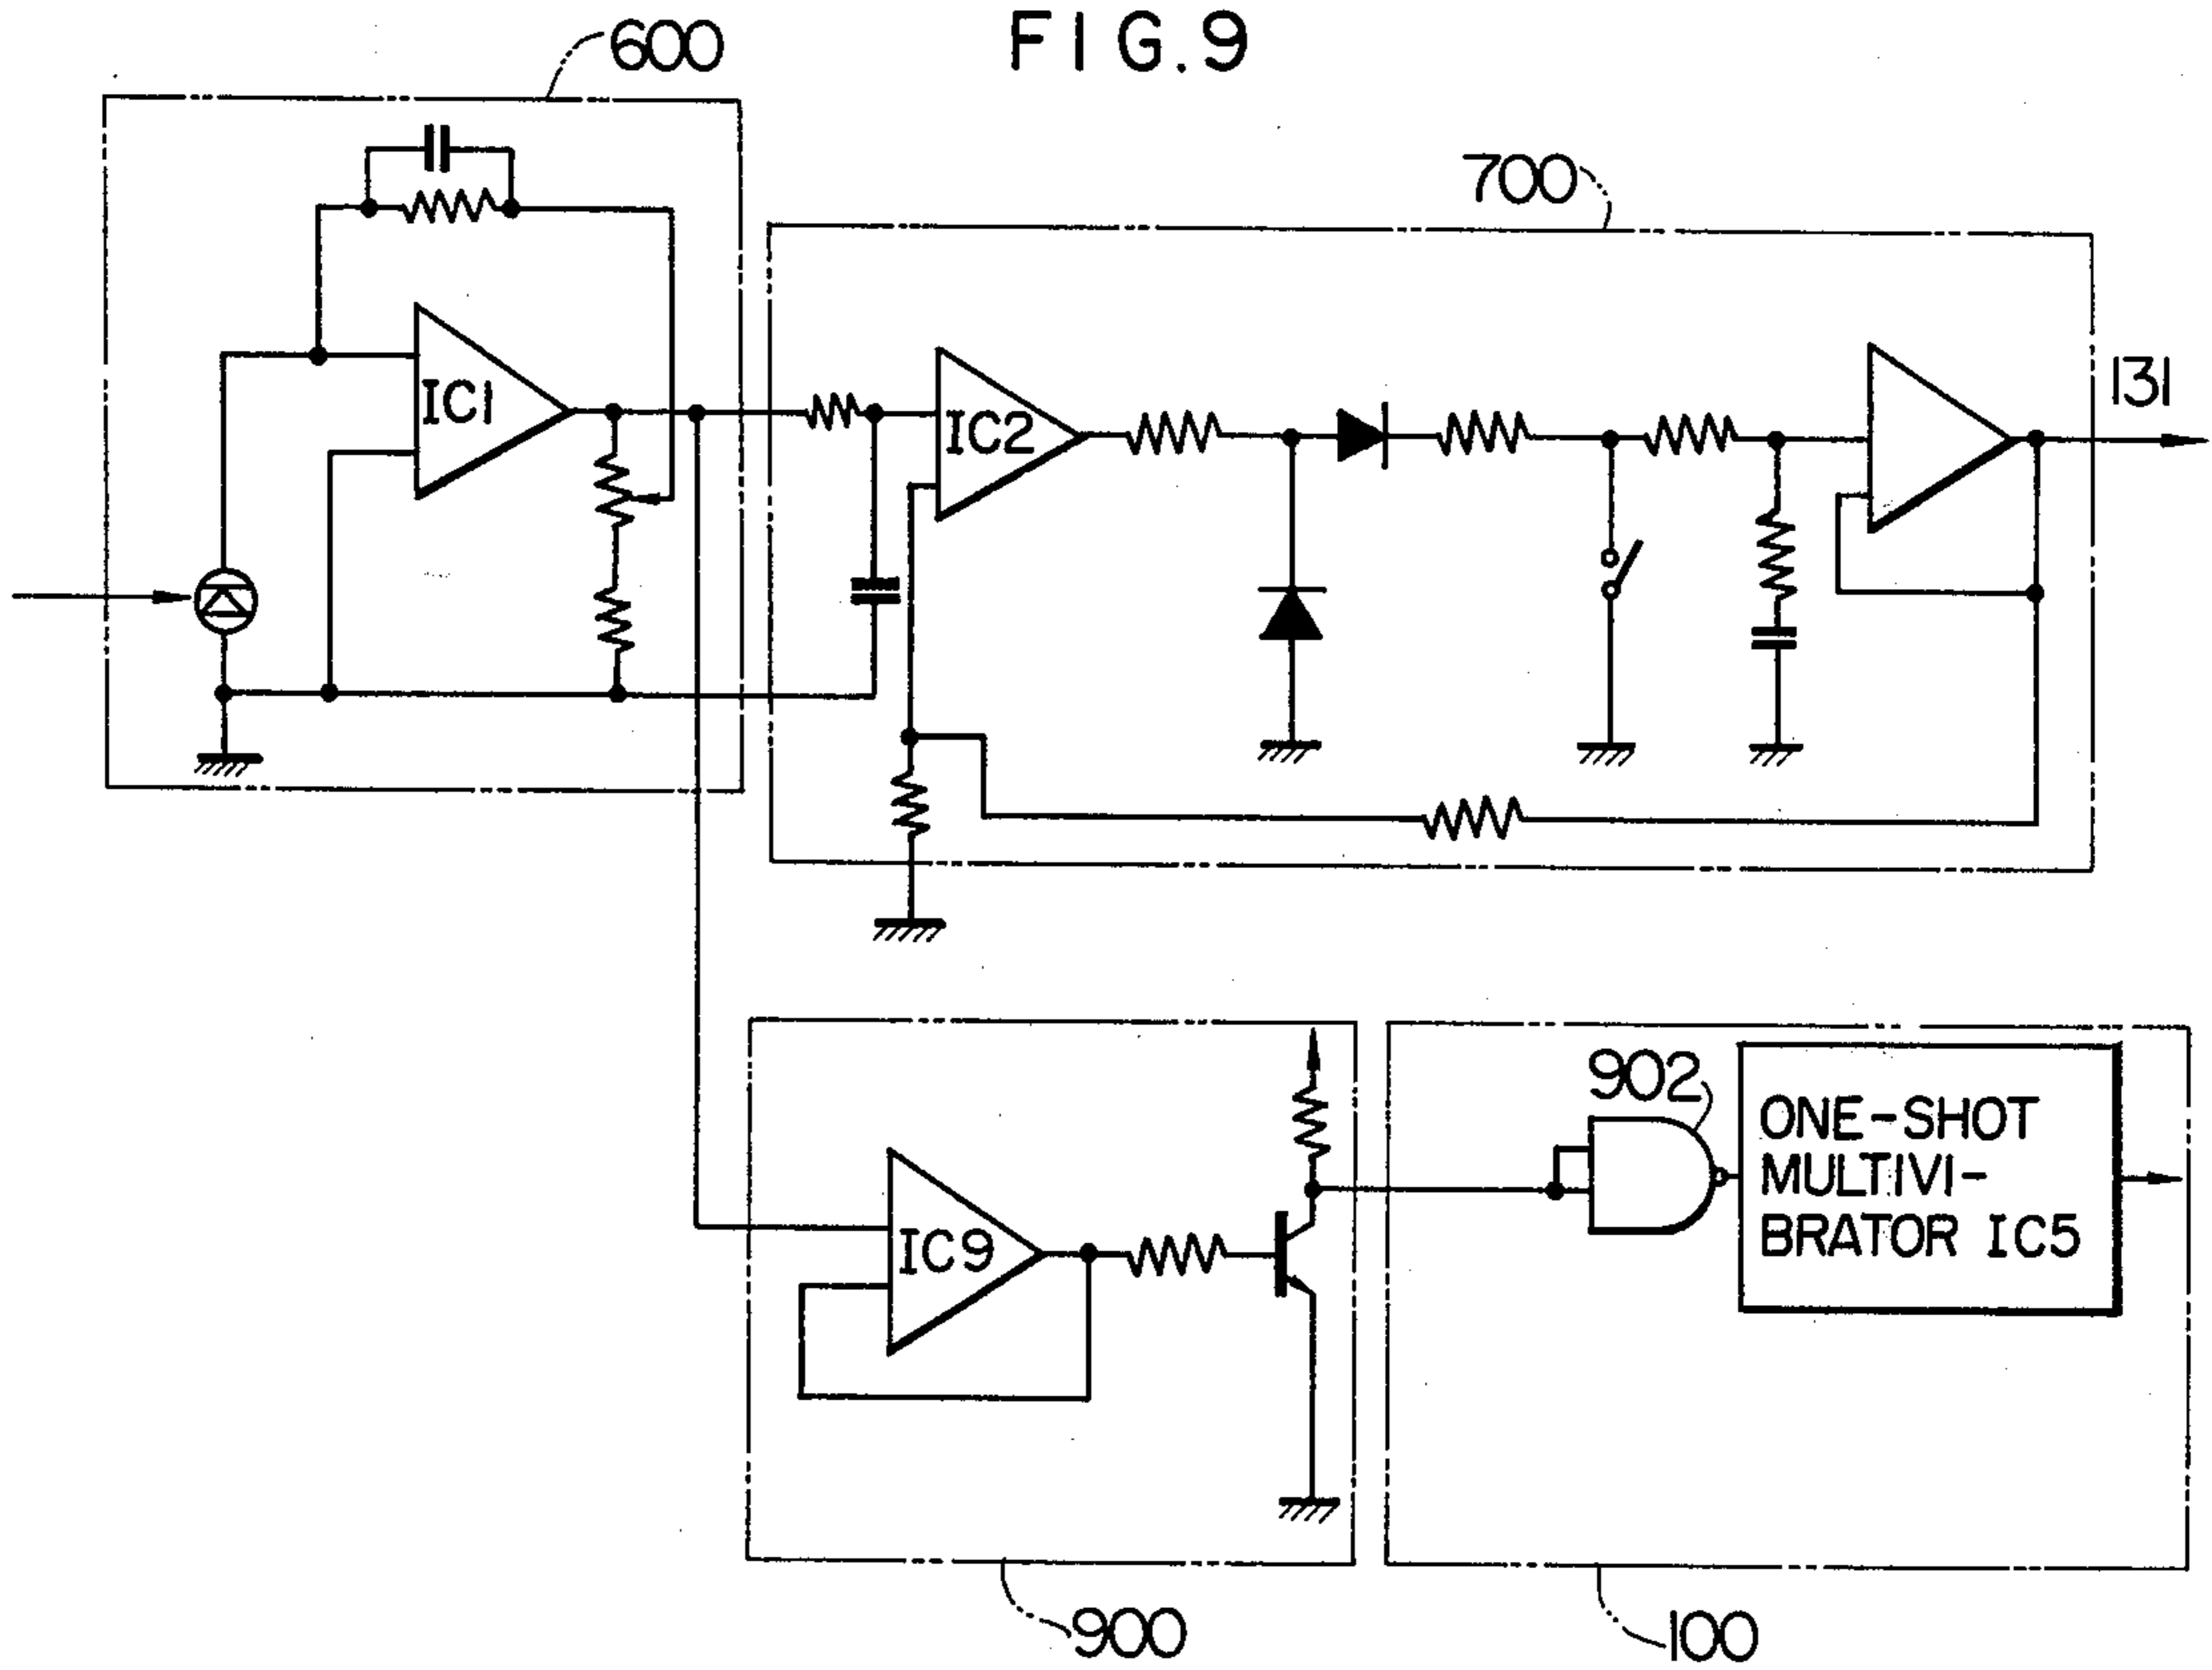 FIG.9
600
700
IC1
IC2
131
902
ONE-SHOT
MULTIVI-
BRATOR IC5
IC9
900
100